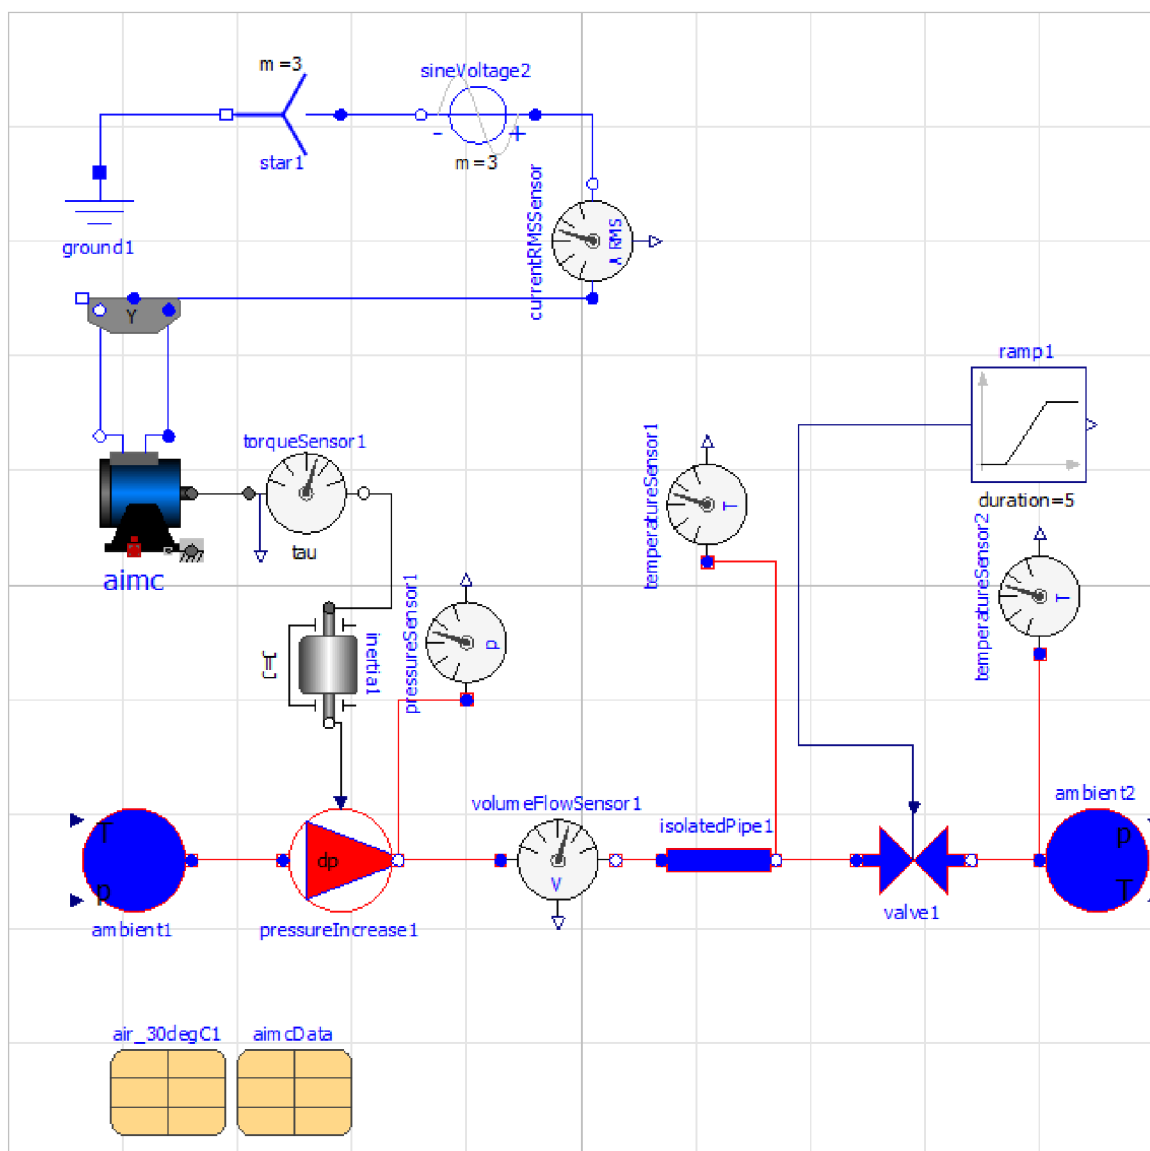 m=3
sineVoltage2
-
+
star1
m=3
currentRMSSensor
A RMS
ground1
Y
ramp1
torqueSensor1
temperatureSensor1
T
duration=5
tau
aimc
temperatureSensor2
T
pressureSensor1
p
J=J
inertia1
volumeFlowSensor1
ambient2
isolatedPipe1
T
p
dp
V
p
T
ambient1
pressureIncrease1
valve1
air_30degC1
aimcData